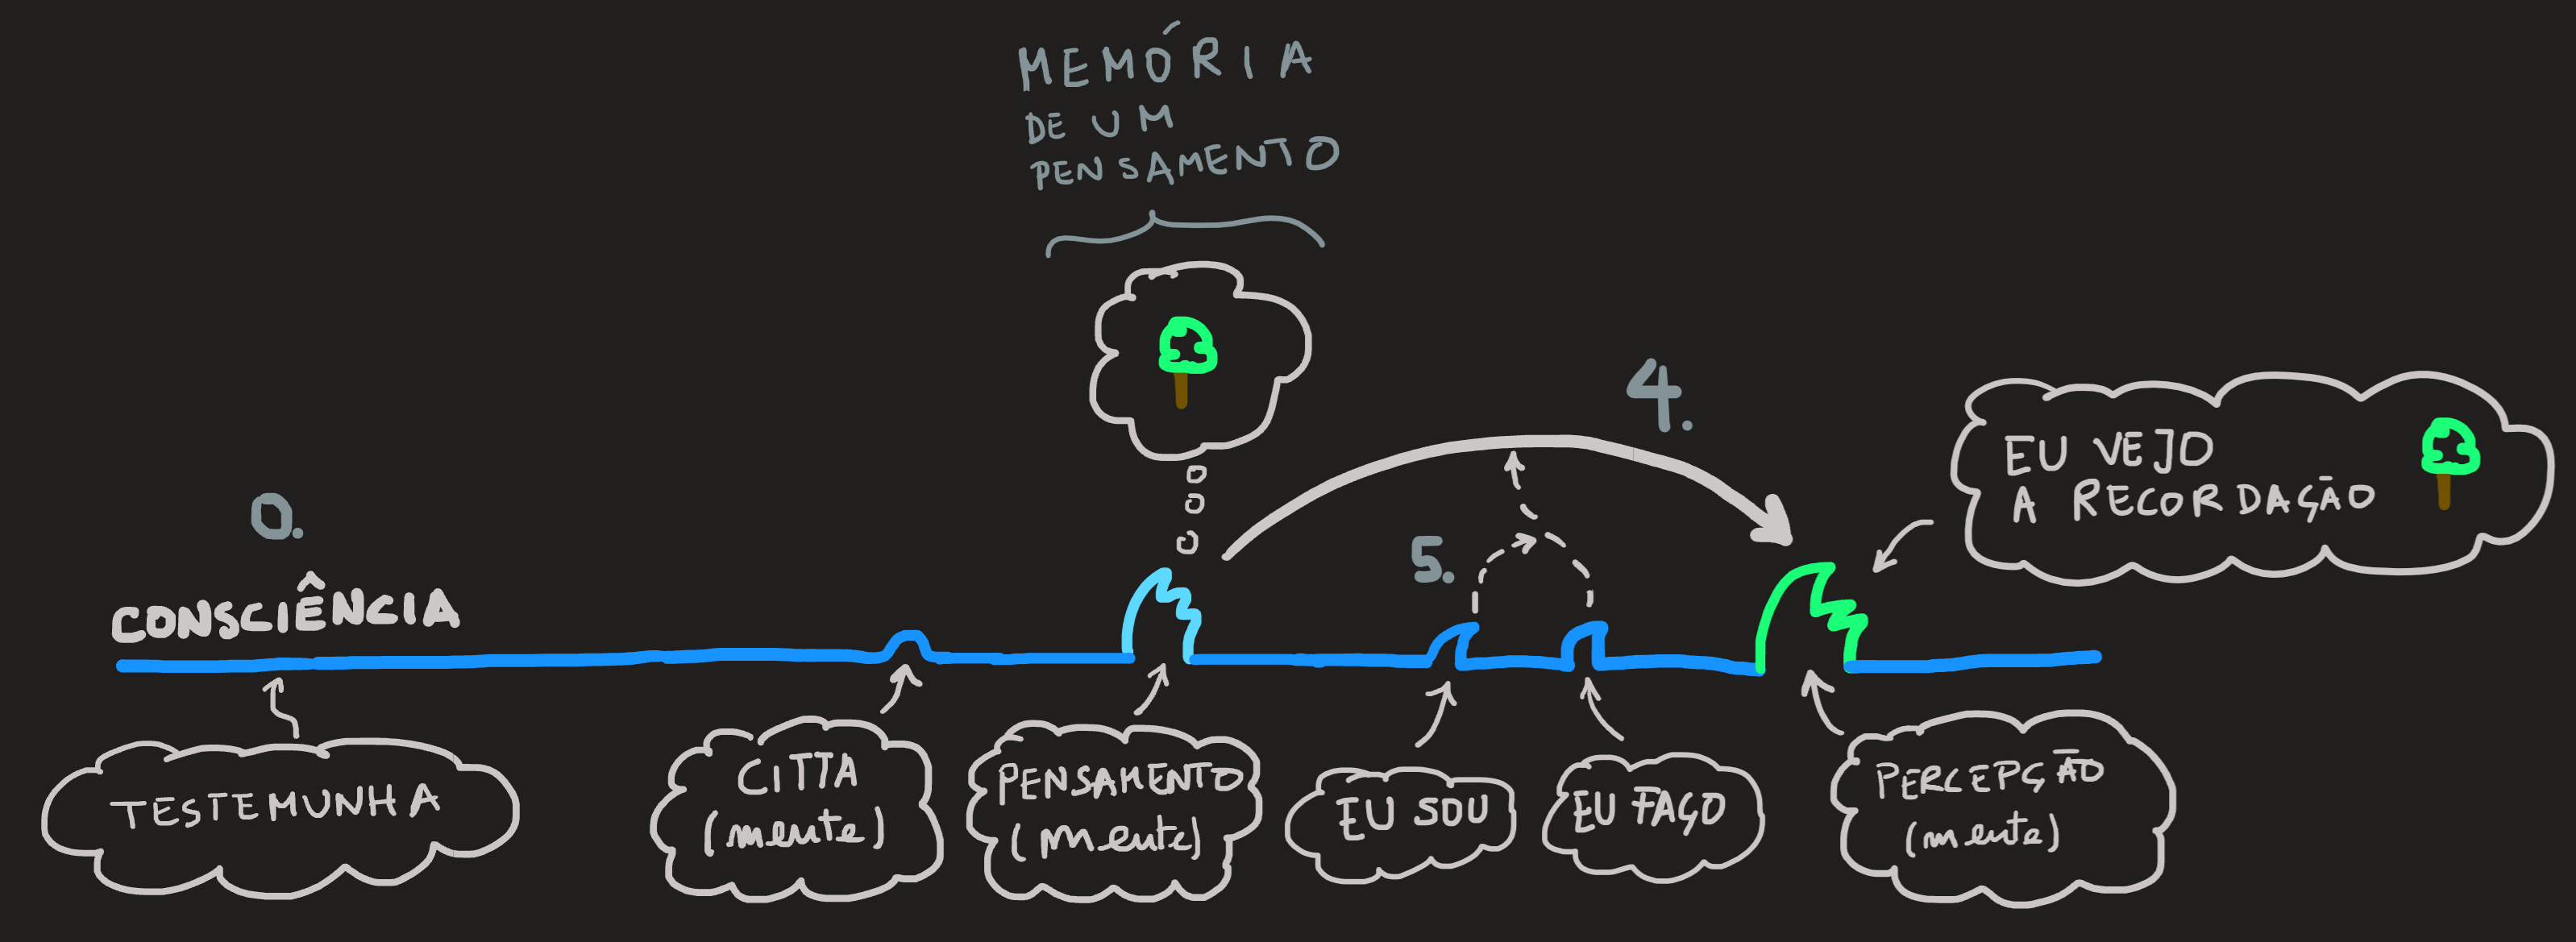 MEMÓRIA
DE UM
PENSAMENTO
4.
EU VEJO
A RECORDAÇÃO
0.
5.
CONSCIÊNCIA
TESTEMUNHA
CITTA
(mente)
PENSAMENTO
(mente)
EU SOU
EU FAÇO
PERCEPÇÃO
(mente)